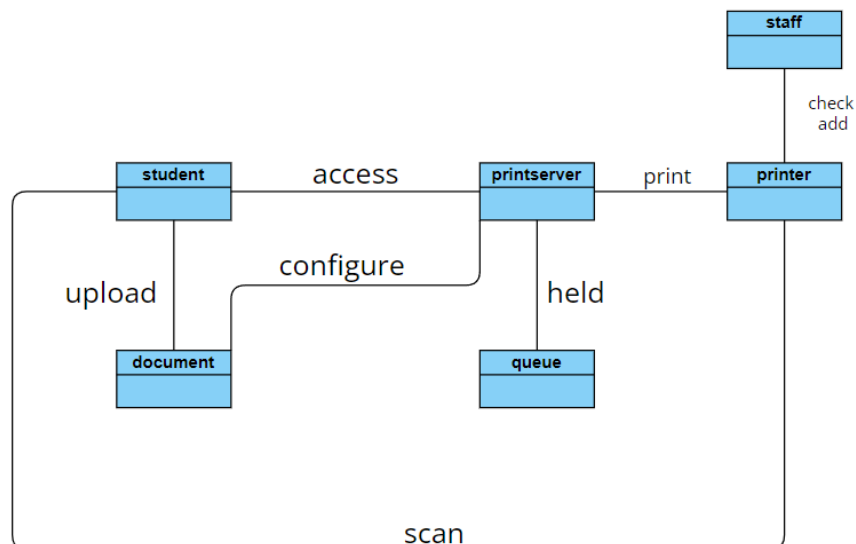 staff
check
add
student
access
printserver
print
printer
configure
upload
held
document
queue
scan